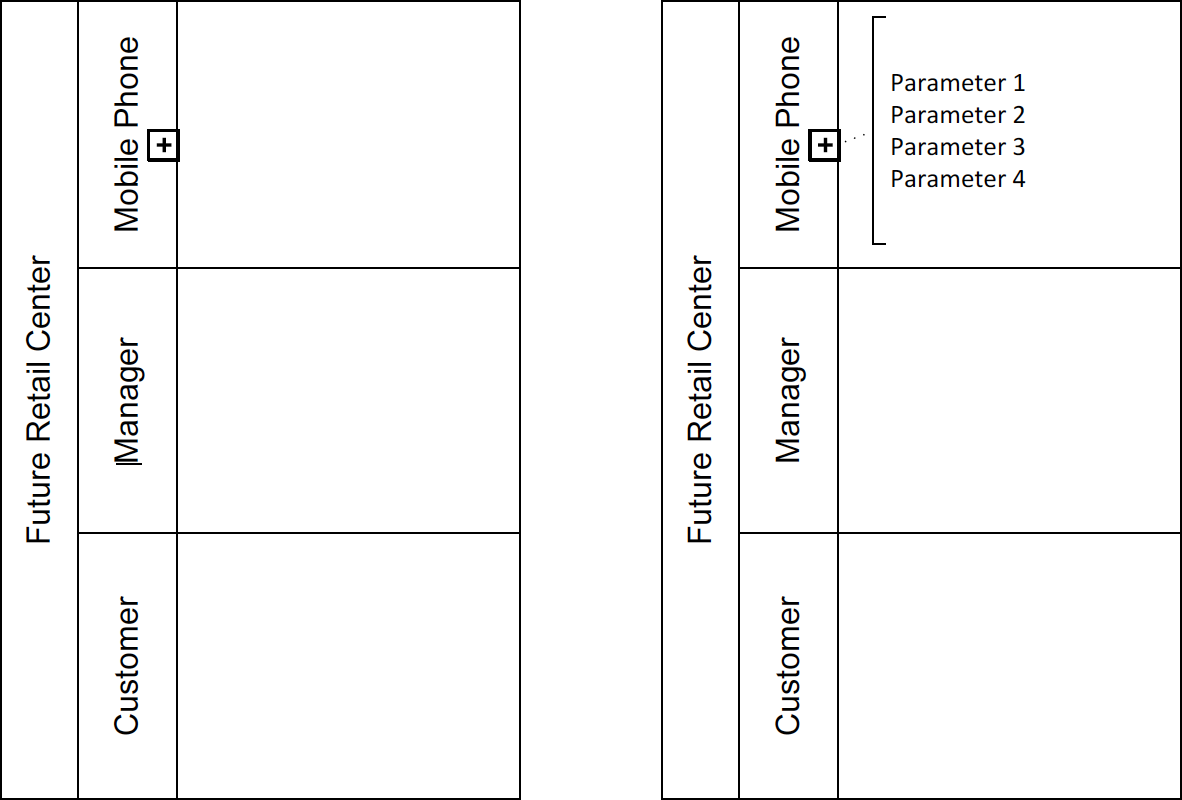 Future Retail Center
Mobile Phone
+
Manager
Customer
Future Retail Center
Mobile Phone
+
Parameter 1
Parameter 2
Parameter 3
Parameter 4
Manager
Customer